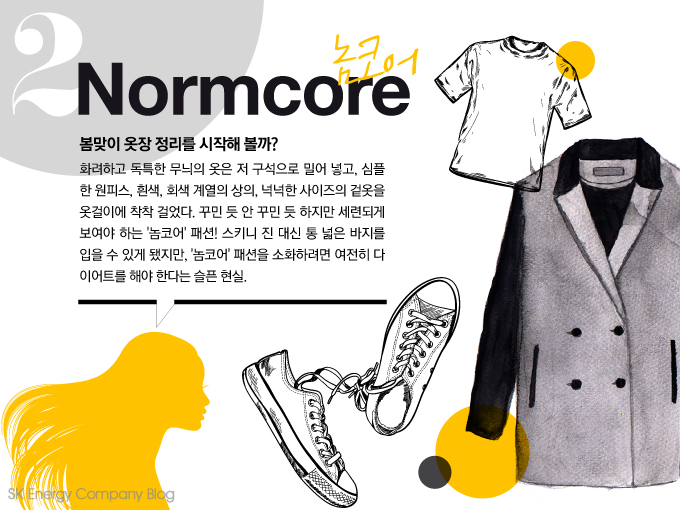 2
놈코어
Normcore
봄맞이 옷장 정리를 시작해 볼까?
화려하고 독특한 무늬의 옷은 저 구석으로 밀어 넣고, 심플
한 원피스, 흰색, 회색 계열의 상의, 넉넉한 사이즈의 겉옷을
옷걸이에 착착 걸었다. 꾸민 듯 안 꾸민 듯 하지만 세련되게
보여야 하는 '놈코어' 패션! 스키니 진 대신 통 넓은 바지를
입을 수 있게 됐지만, '놈코어' 패션을 소화하려면 여전히 다
이어트를 해야 한다는 슬픈 현실.
SK Energy Company Blog